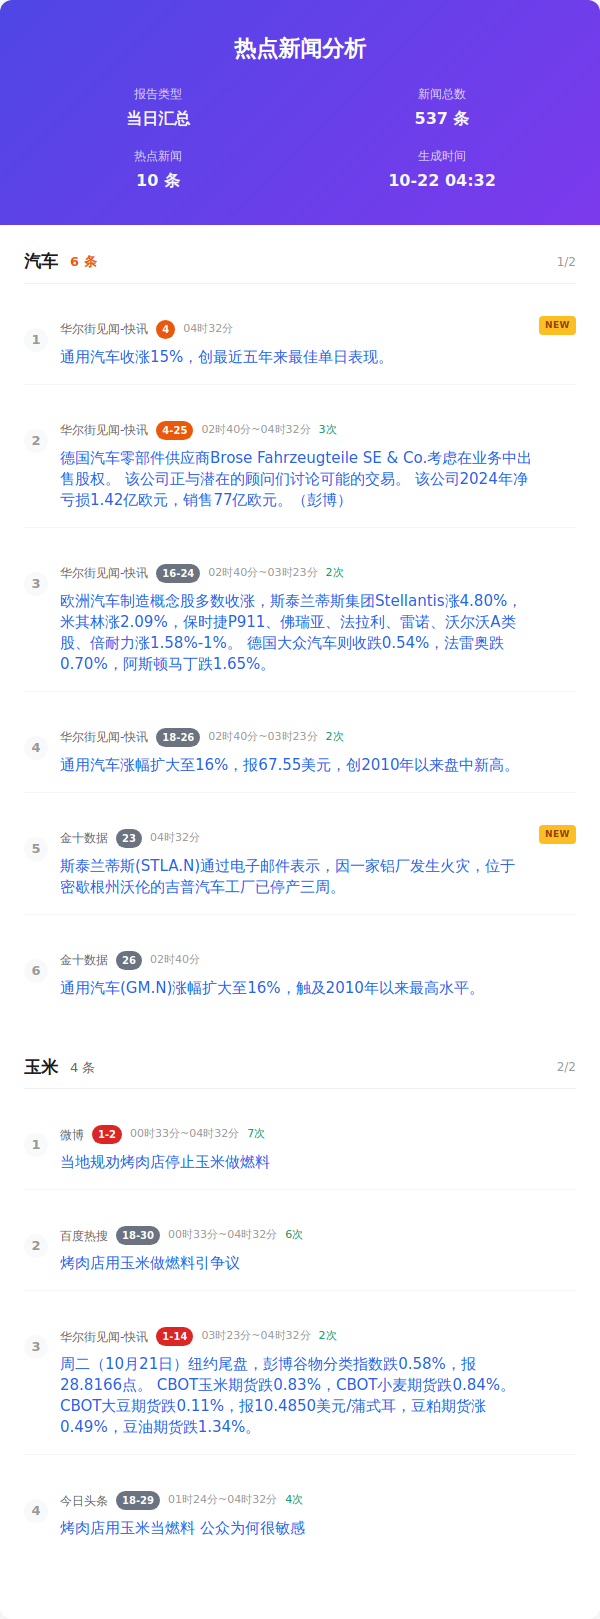 热点新闻分析
报告类型
当日汇总
新闻总数
537 条
热点新闻
10 条
生成时间
10-22 04:32
汽车 6 条 1/2
1
华尔街见闻-快讯 4 04时32分 NEW
通用汽车收涨15%，创最近五年来最佳单日表现。
2
华尔街见闻-快讯 4-25 02时40分~04时32分 3次
德国汽车零部件供应商Brose Fahrzeugteile SE & Co.考虑在业务中出
售股权。 该公司正与潜在的顾问们讨论可能的交易。 该公司2024年净
亏损1.42亿欧元，销售77亿欧元。（彭博）
3
华尔街见闻-快讯 16-24 02时40分~03时23分 2次
欧洲汽车制造概念股多数收涨，斯泰兰蒂斯集团Stellantis涨4.80%，
米其林涨2.09%，保时捷P911、佛瑞亚、法拉利、雷诺、沃尔沃A类
股、倍耐力涨1.58%-1%。 德国大众汽车则收跌0.54%，法雷奥跌
0.70%，阿斯顿马丁跌1.65%。
4
华尔街见闻-快讯 18-26 02时40分~03时23分 2次
通用汽车涨幅扩大至16%，报67.55美元，创2010年以来盘中新高。
5
金十数据 23 04时32分 NEW
斯泰兰蒂斯(STLA.N)通过电子邮件表示，因一家铝厂发生火灾，位于
密歇根州沃伦的吉普汽车工厂已停产三周。
6
金十数据 26 02时40分
通用汽车(GM.N)涨幅扩大至16%，触及2010年以来最高水平。
玉米 4 条 2/2
1
微博 1-2 00时33分~04时32分 7次
当地规劝烤肉店停止玉米做燃料
2
百度热搜 18-30 00时33分~04时32分 6次
烤肉店用玉米做燃料引争议
3
华尔街见闻-快讯 1-14 03时23分~04时32分 2次
周二（10月21日）纽约尾盘，彭博谷物分类指数跌0.58%，报
28.8166点。 CBOT玉米期货跌0.83%，CBOT小麦期货跌0.84%。
CBOT大豆期货跌0.11%，报10.4850美元/蒲式耳，豆粕期货涨
0.49%，豆油期货跌1.34%。
4
今日头条 18-29 01时24分~04时32分 4次
烤肉店用玉米当燃料 公众为何很敏感